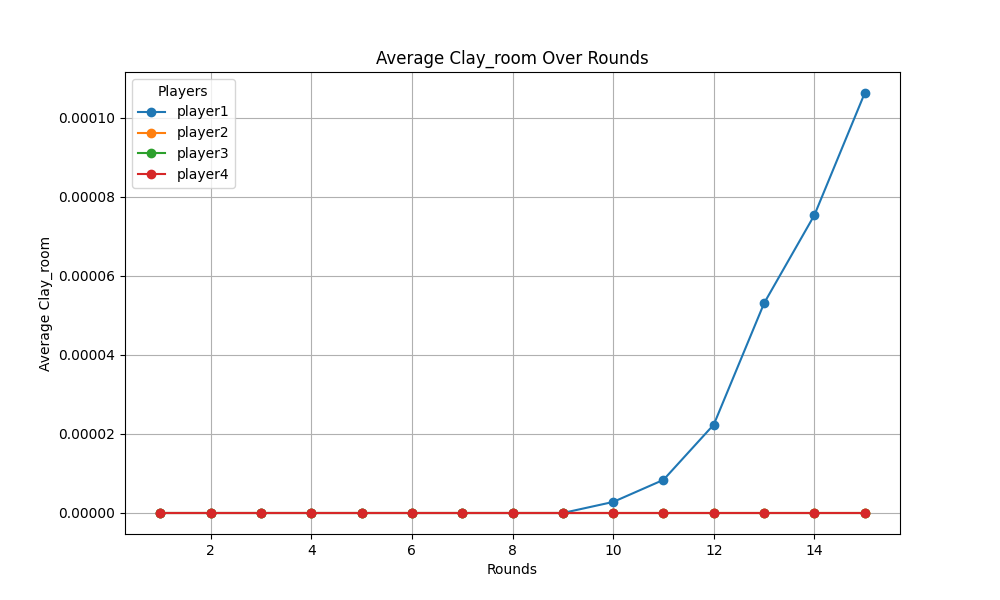 Average Clay_room Over Rounds
Players
player1
player2
player3
player4
Average Clay_room
0.00010
0.00008
0.00006
0.00004
0.00002
0.00000
2 4 6 8 10 12 14
Rounds